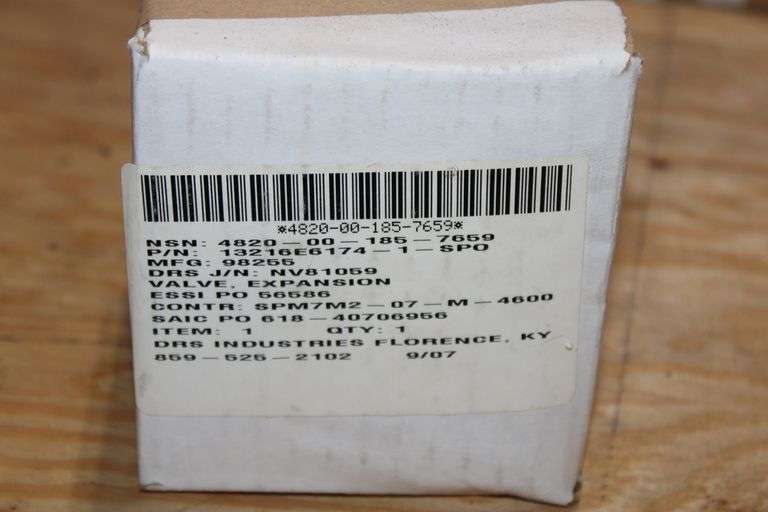 *4820-00-185-7659*
NSN: 4820-00-185-7659
P/N: 13216E6174-1-SPO
MFG: 98255
DRS J/N: NV81059
VALVE, EXPANSION
ESSI PO 56586
CONTR: SPM7M2-07-M-4600
SAIC PO 618-40706956
ITEM: 1 QTY: 1
DRS INDUSTRIES FLORENCE, KY
859-525-2102 9/07